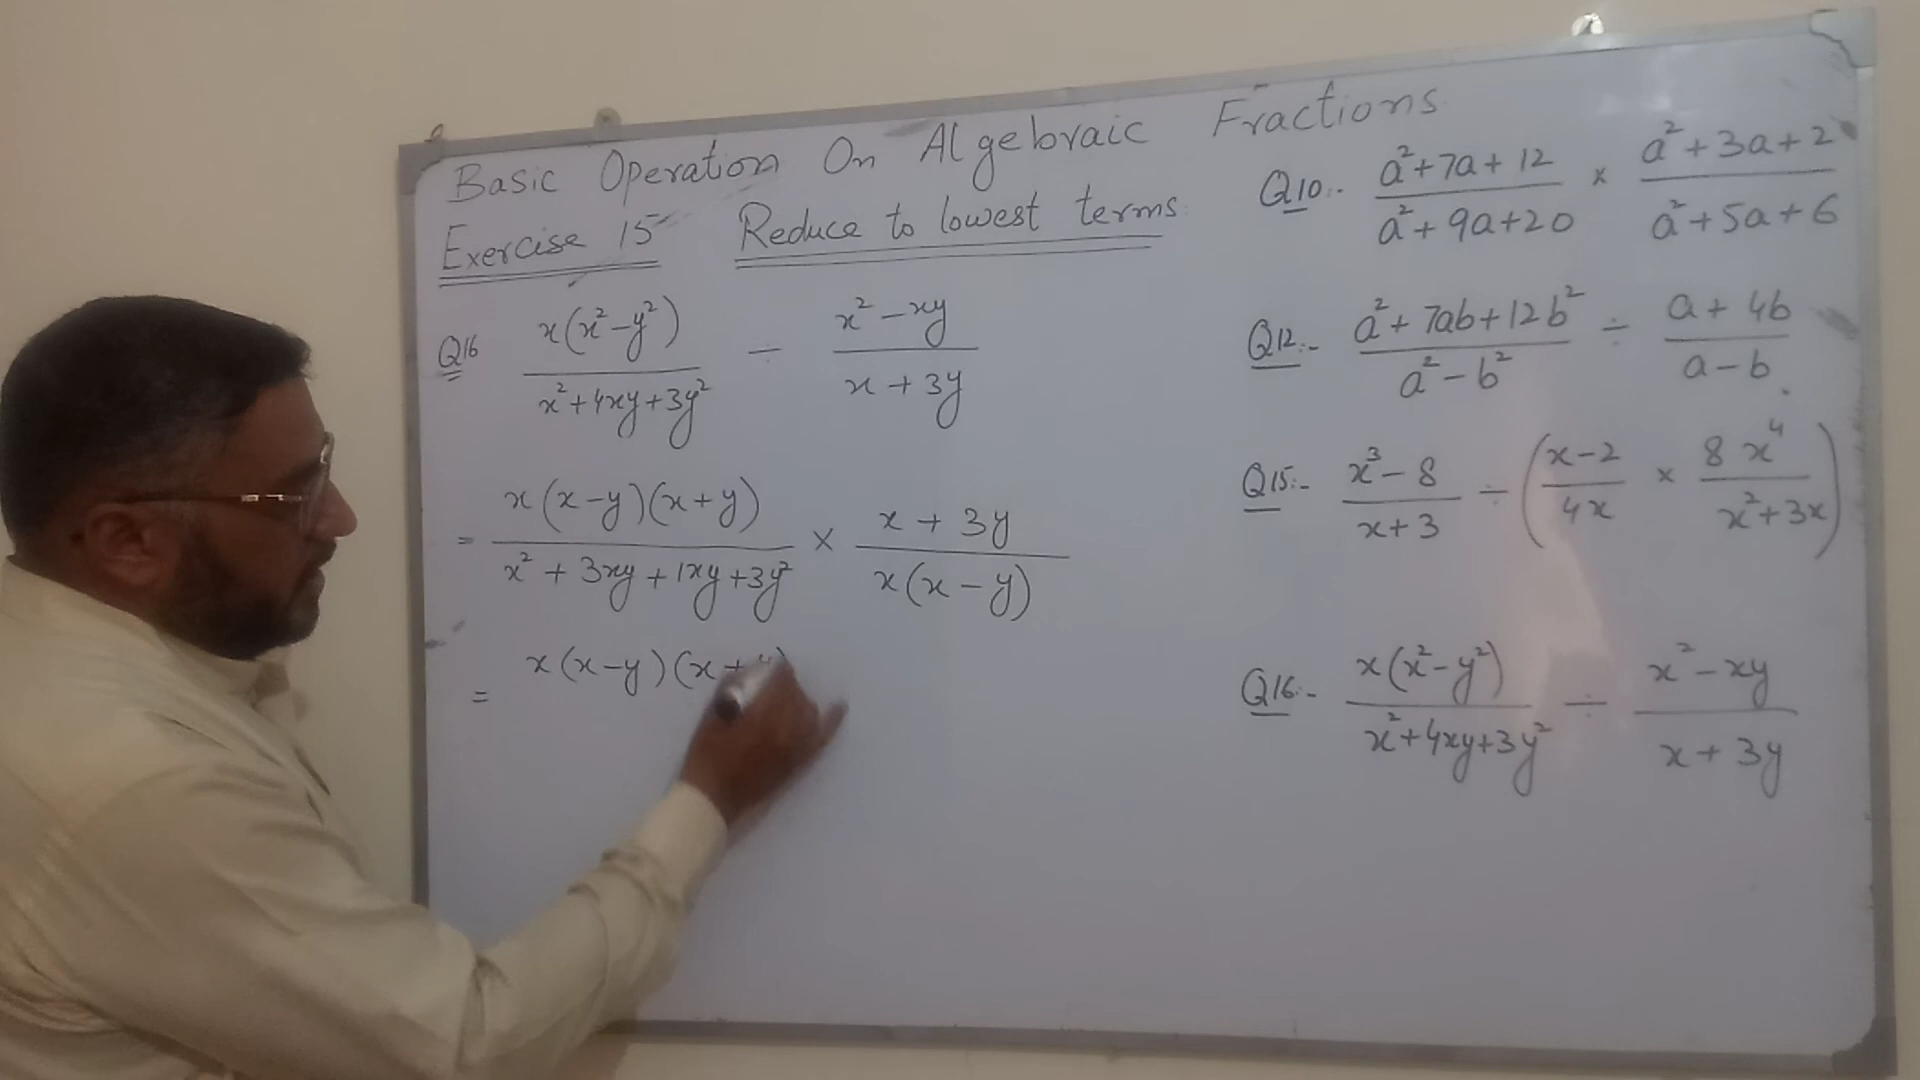 Basic Operation On Algebraic Fractions
Exercise 15 Reduce to lowest terms
Q16 x(x²-y²) / x²+4xy+3y² ÷ x²-xy / x+3y
= x(x-y)(x+y) / x²+3xy+1xy+3y² × x+3y / x(x-y)
= x(x-y)(x+y)
Q10:- a²+7a+12 / a²+9a+20 × a²+3a+2 / a²+5a+6
Q12:- a²+7ab+12b² / a²-b² ÷ a+4b / a-b
Q15:- x³-8 / x+3 ÷ (x-2 / 4x × 8x⁴ / x²+3x)
Q16:- x(x²-y²) / x²+4xy+3y² ÷ x²-xy / x+3y